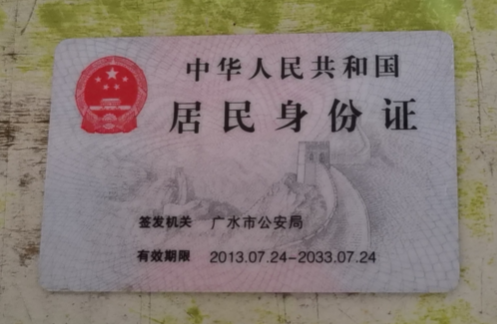 中华人民共和国
居民身份证
签发机关 广水市公安局
有效期限 2013.07.24-2033.07.24